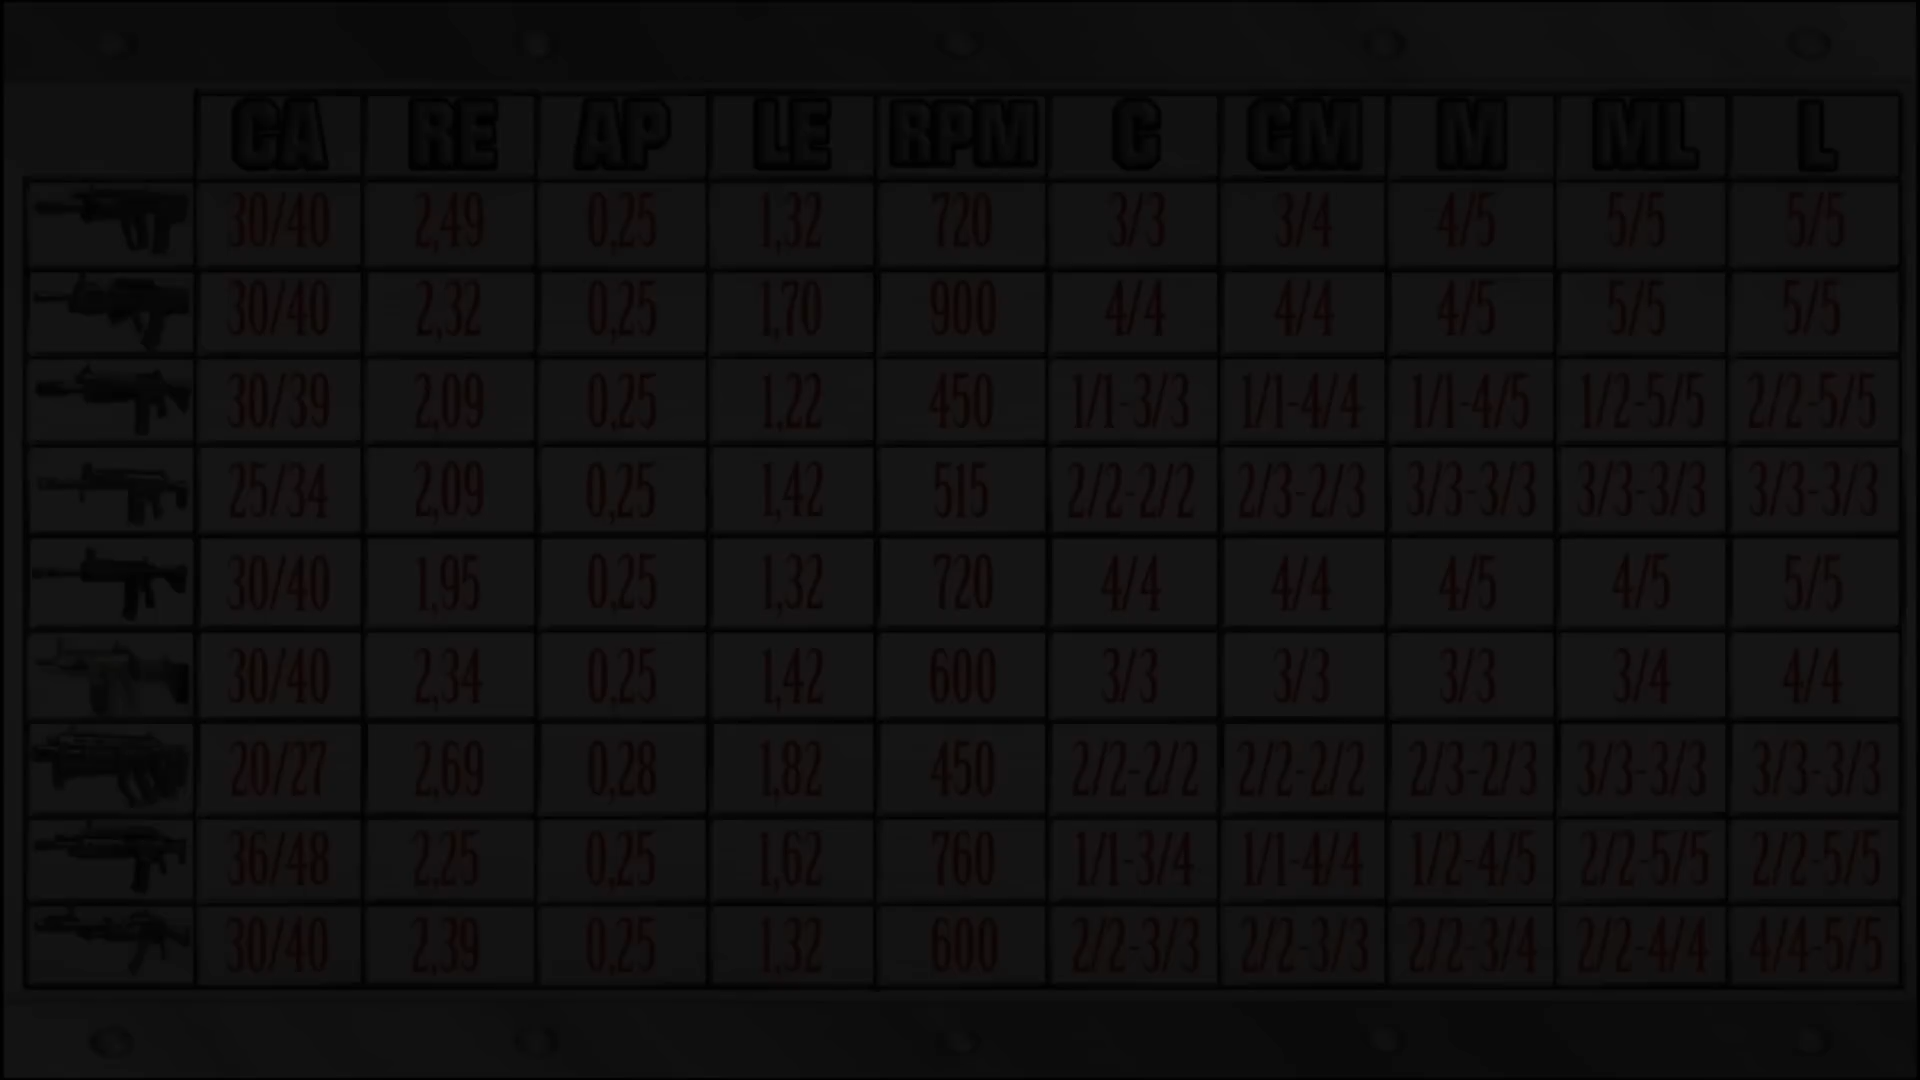 CA RE AP LE RPM C CM M ML L
30/40 2,49 0,25 1,32 720 3/3 3/4 4/5 5/5 5/5
30/40 2,32 0,25 1,70 900 4/4 4/4 4/5 5/5 5/5
30/39 2,09 0,25 1,22 450 1/1-3/3 1/1-4/4 1/1-4/5 1/2-5/5 2/2-5/5
25/34 2,09 0,25 1,42 515 2/2-2/2 2/3-2/3 3/3-3/3 3/3-3/3 3/3-3/3
30/40 1,95 0,25 1,32 720 4/4 4/4 4/5 4/5 5/5
30/40 2,34 0,25 1,42 600 3/3 3/3 3/3 3/4 4/4
20/27 2,69 0,28 1,82 450 2/2-2/2 2/2-2/2 2/3-2/3 3/3-3/3 3/3-3/3
36/48 2,25 0,25 1,62 760 1/1-3/4 1/1-4/4 1/2-4/5 2/2-5/5 2/2-5/5
30/40 2,39 0,25 1,32 600 2/2-3/3 2/2-3/3 2/2-3/4 2/2-4/4 4/4-5/5